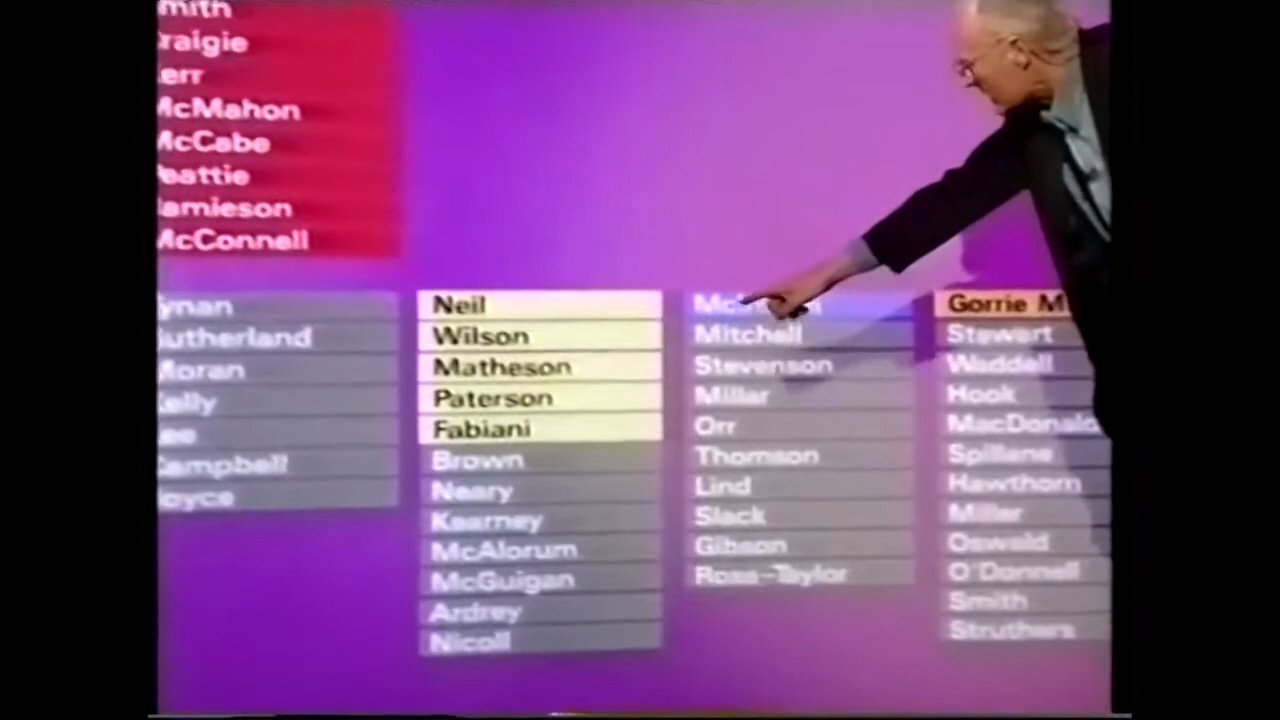 mith
raigie
err
McMahon
McCabe
eattie
amieson
McConnell
ynan
utherland
Moran
elly
ee
ampbell
oyce
Neil
Wilson
Matheson
Paterson
Fabiani
Brown
Neary
Kearney
McAlorum
McGuigan
Ardrey
Nicoll
Mitchell
Stevenson
Millar
Orr
Thomson
Lind
Slack
Gibson
Ross-Taylor
Gorrie M
Stewart
Waddell
Hook
MacDonald
Spillane
Hawthorn
Millar
Oswald
O'Donnell
Smith
Struthers